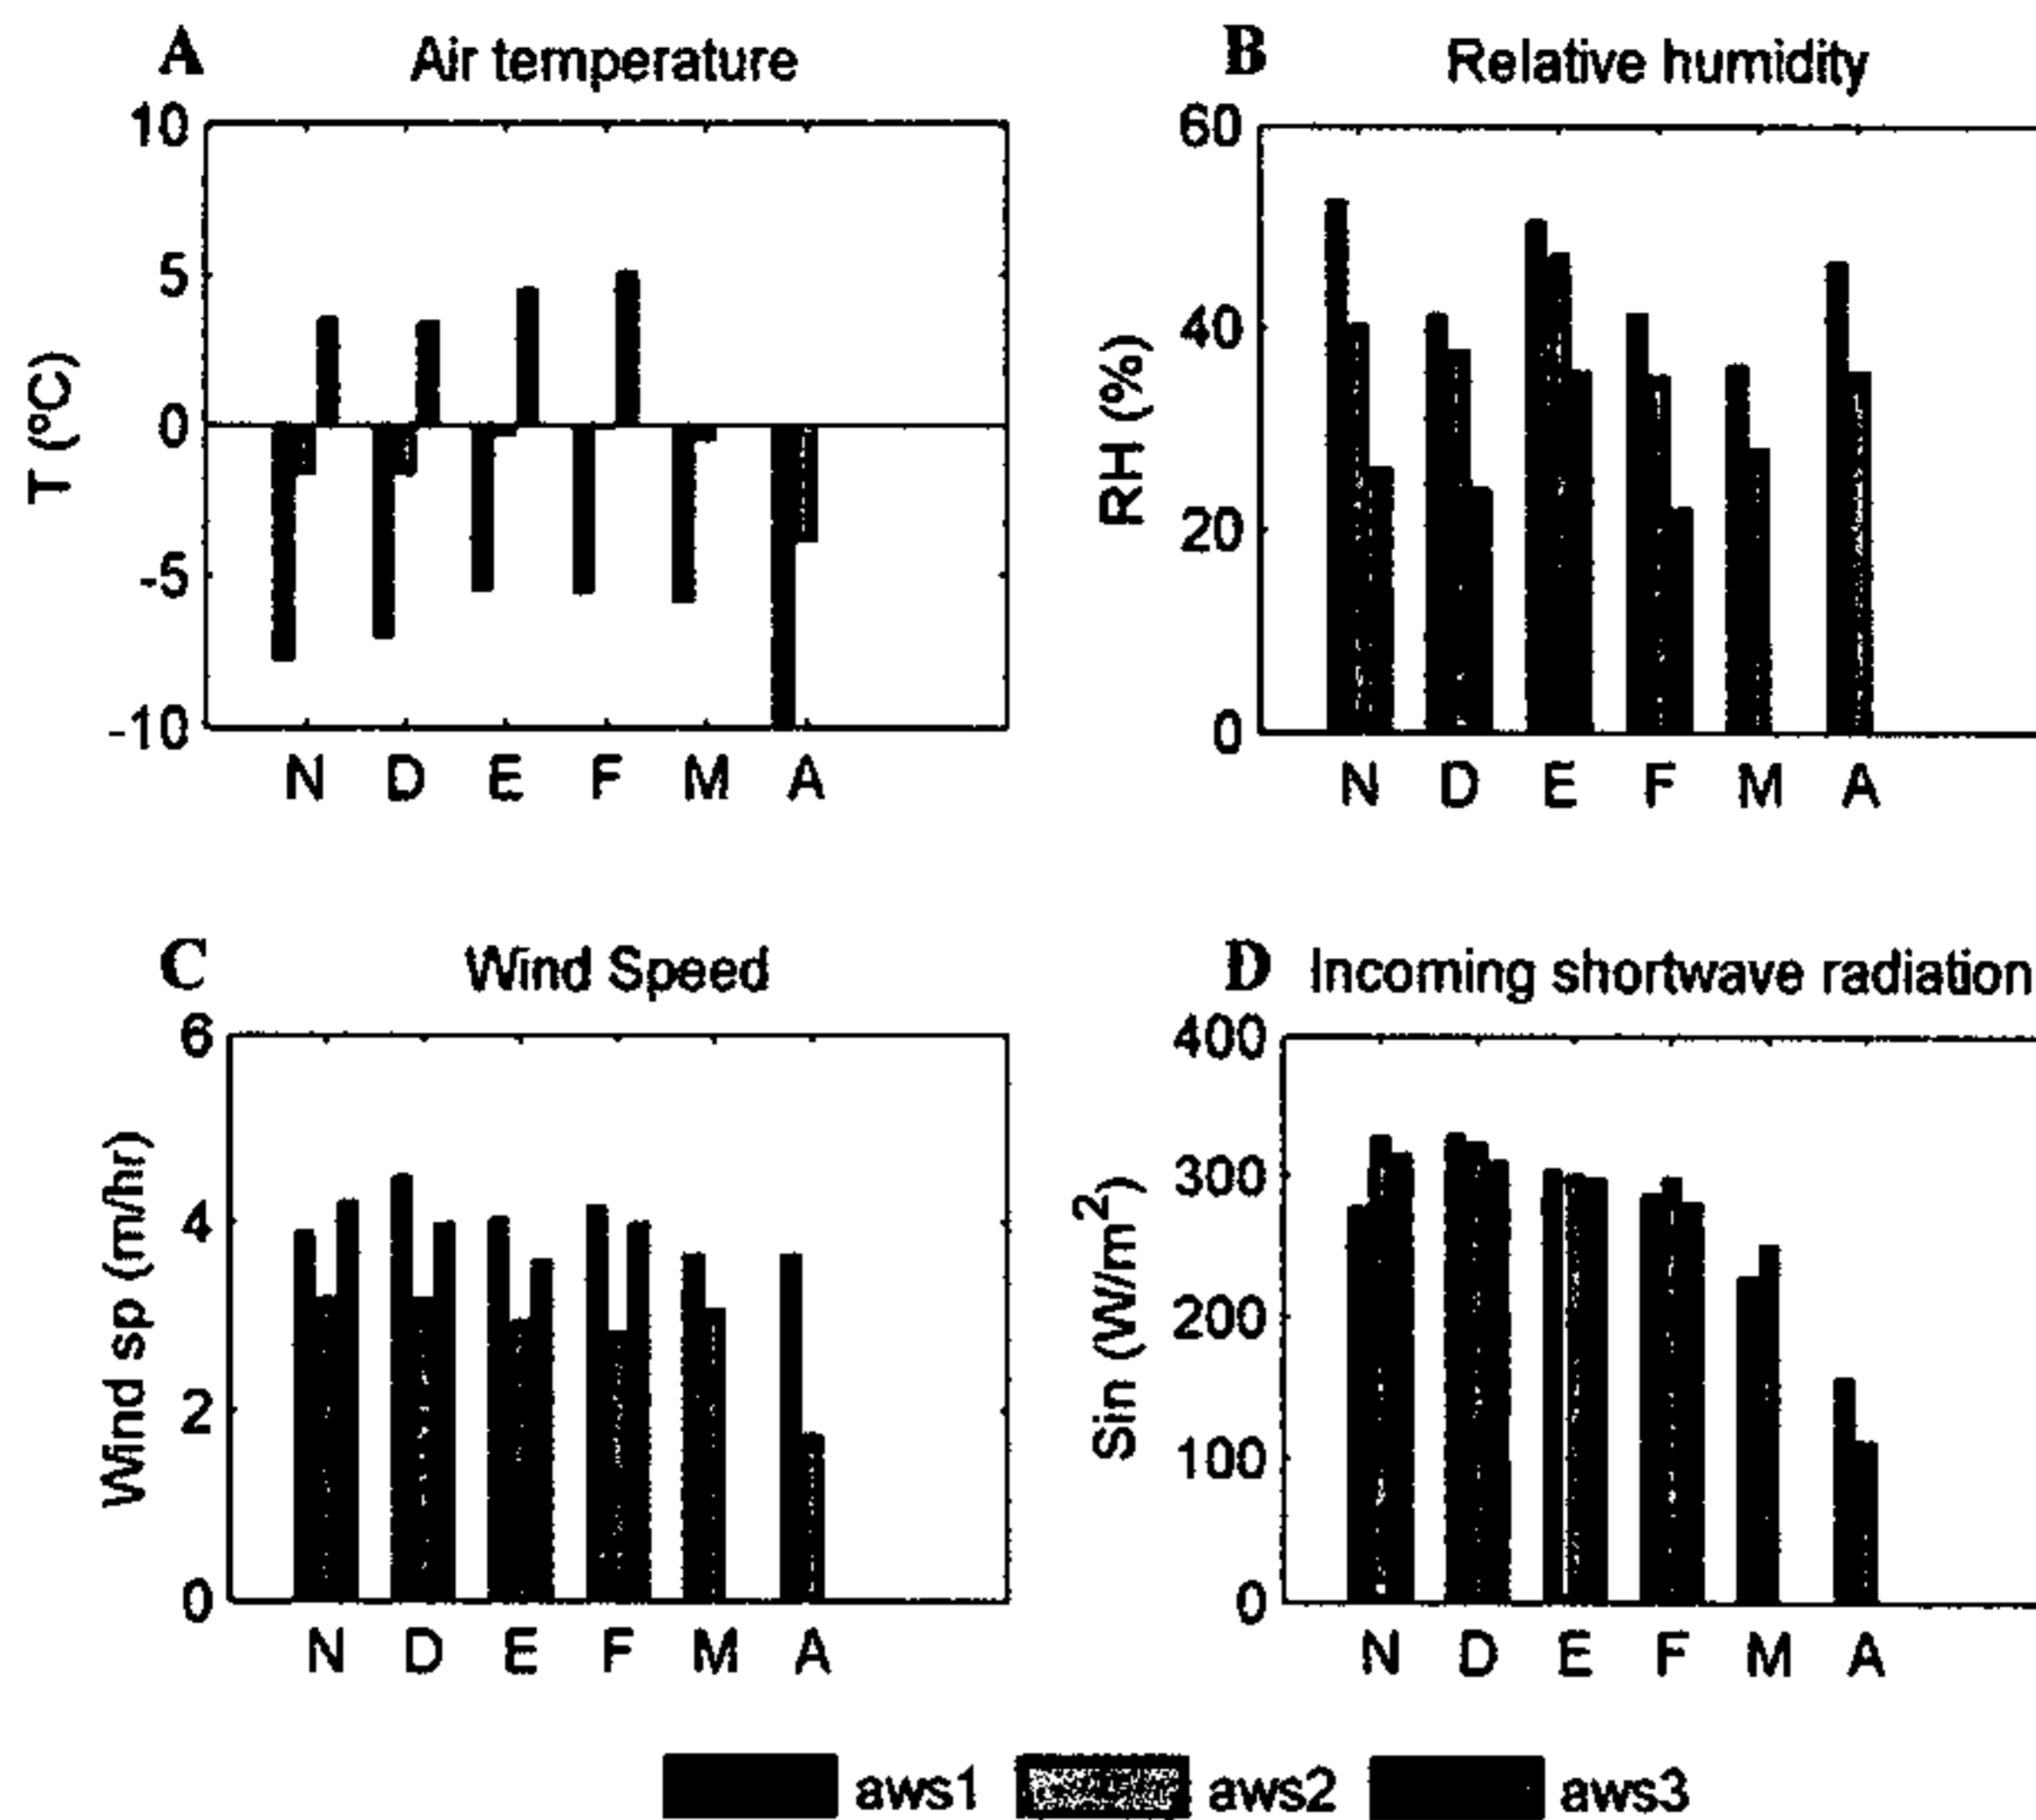 A Air temperature
10
5
0
-5
-10
T (ºC)
N D E F M A
B Relative humidity
60
40
20
0
RH (%)
N D E F M A
C Wind Speed
6
4
2
0
Wind sp (m/hr)
N D E F M A
D Incoming shortwave radiation
400
300
200
100
0
Sin (W/m²)
N D E F M A
aws1 aws2 aws3